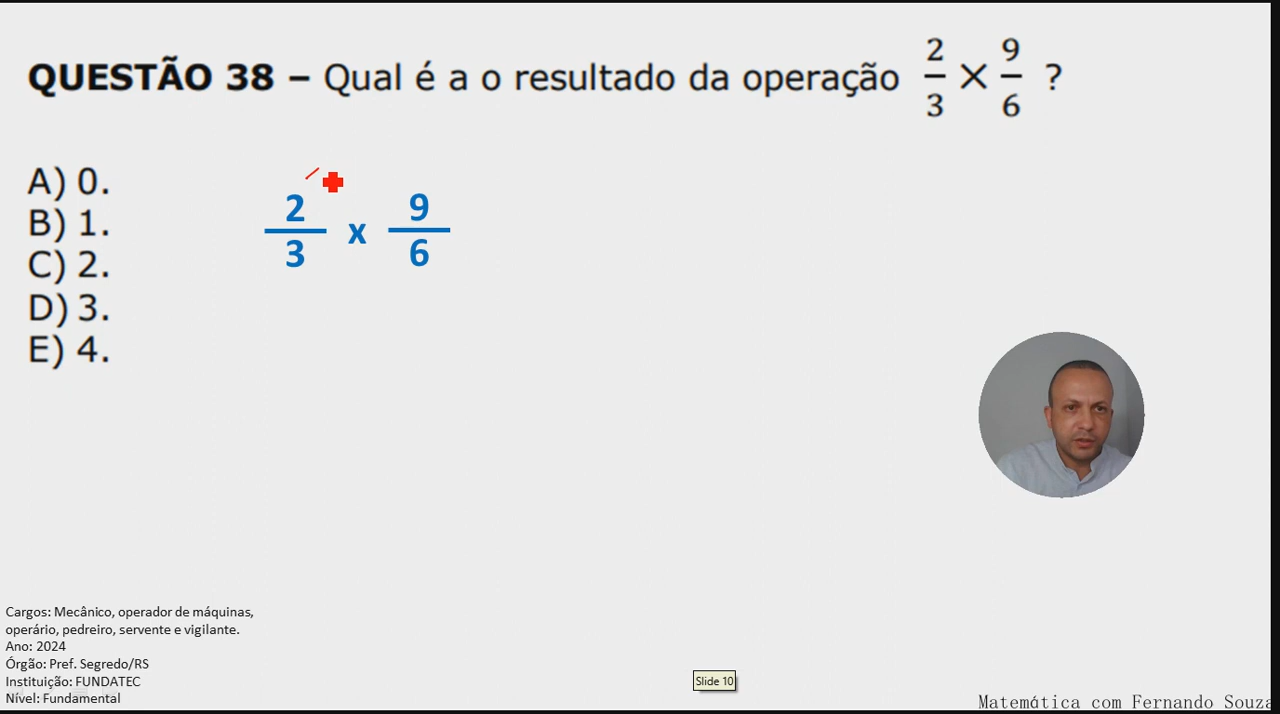 QUESTÃO 38 – Qual é a o resultado da operação 2/3 × 9/6 ?
A) 0.
B) 1.
C) 2.
D) 3.
E) 4.
2/3 x 9/6
Cargos: Mecânico, operador de máquinas,
operário, pedreiro, servente e vigilante.
Ano: 2024
Órgão: Pref. Segredo/RS
Instituição: FUNDATEC
Nível: Fundamental
Slide 10
Matemática com Fernando Souza